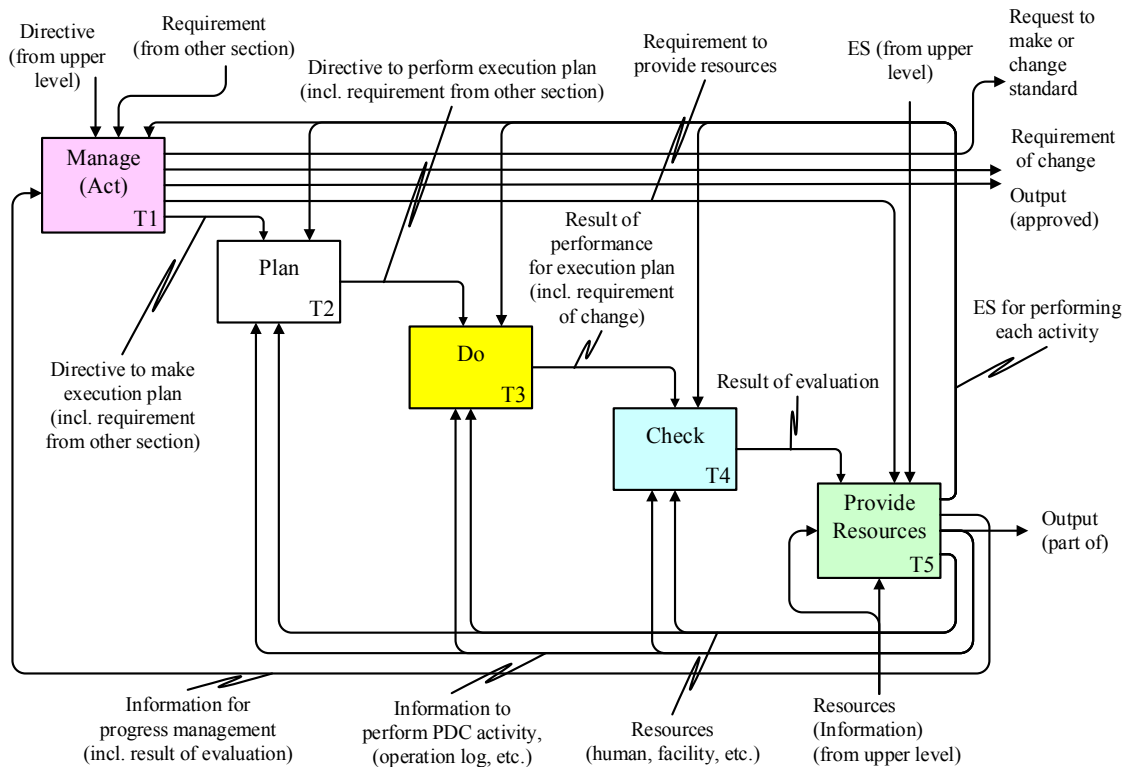 Directive
(from upper
level)
Requirement
(from other section)
Directive to perform execution plan
(incl. requirement from other section)
Requirement to
provide resources
ES (from upper
level)
Request to
make or
change
standard
Requirement
of change
Output
(approved)
Manage
(Act)
T1
Plan
T2
Result of
performance
for execution plan
(incl. requirement
of change)
Do
T3
ES for performing
each activity
Directive to make
execution plan
(incl. requirement
from other section)
Result of evaluation
Check
T4
Provide
Resources
T5
Output
(part of)
Information for
progress management
(incl. result of evaluation)
Information to
perform PDC activity,
(operation log, etc.)
Resources
(human, facility, etc.)
Resources
(Information)
(from upper level)